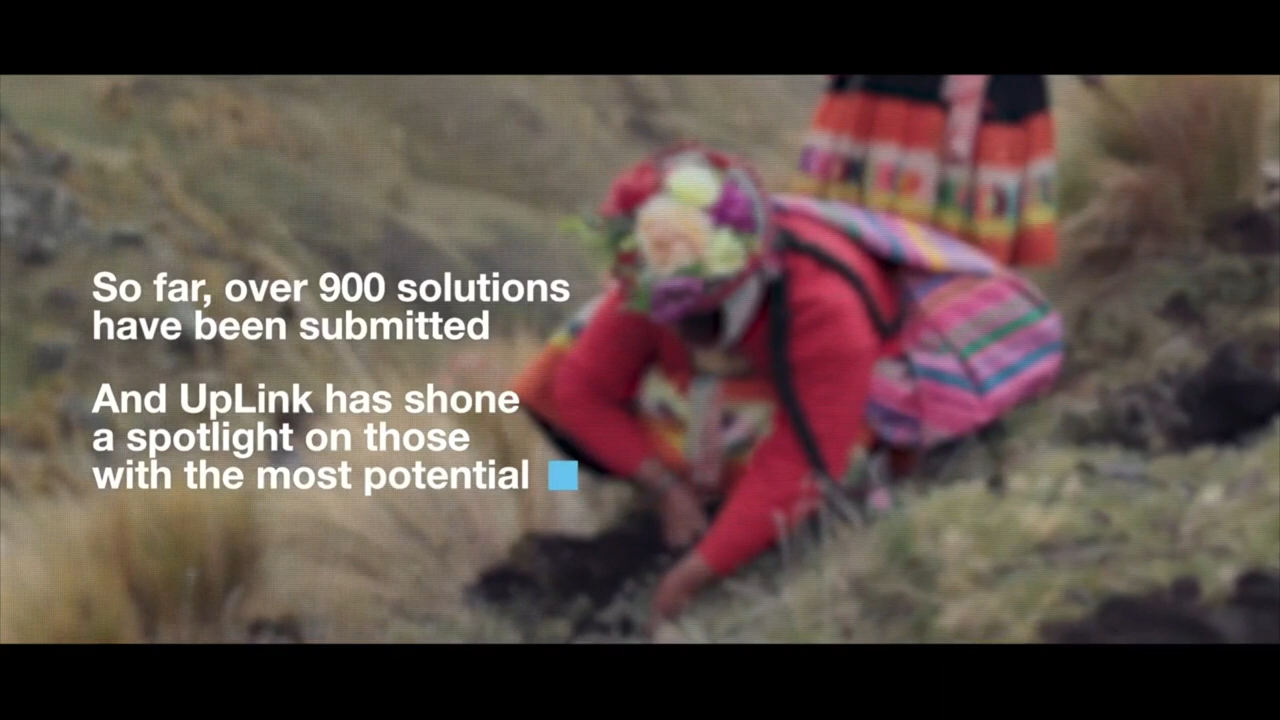 So far, over 900 solutions
have been submitted
And UpLink has shone
a spotlight on those
with the most potential